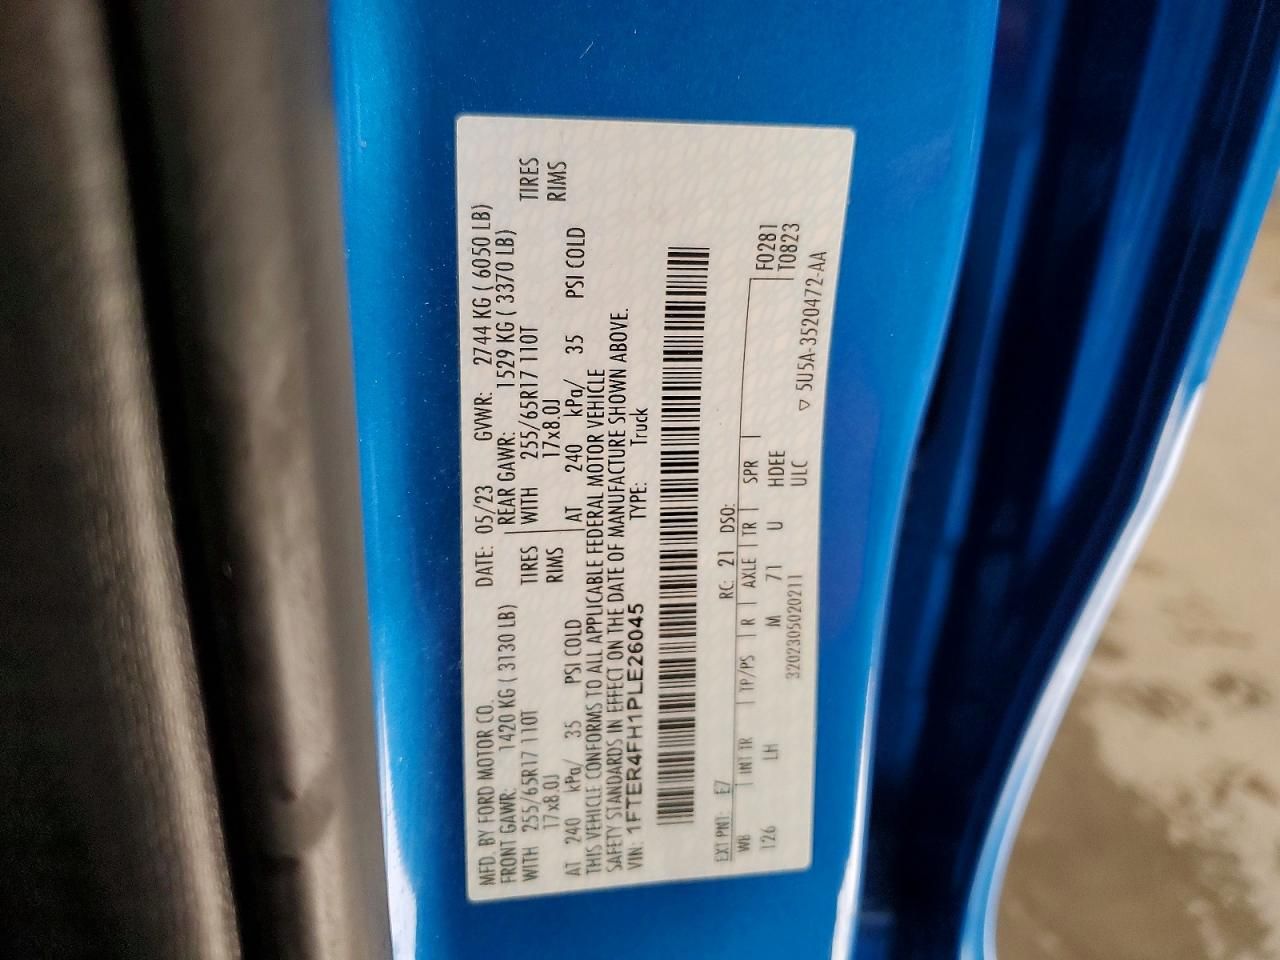 MFD. BY FORD MOTOR CO. DATE: 05/23 GVWR: 2744 KG ( 6050 LB)
FRONT GAWR: 1420 KG ( 3130 LB) REAR GAWR: 1529 KG ( 3370 LB)
WITH 255/65R17 110T TIRES WITH 255/65R17 110T TIRES
17x8.0J RIMS 17x8.0J RIMS
AT 240 kPa/ 35 PSI COLD AT 240 kPa/ 35 PSI COLD
THIS VEHICLE CONFORMS TO ALL APPLICABLE FEDERAL MOTOR VEHICLE
SAFETY STANDARDS IN EFFECT ON THE DATE OF MANUFACTURE SHOWN ABOVE.
VIN: 1FTER4FH1PLE26045 TYPE: Truck
EXT PNT: E7 RC: 21 DSO:
WB INT TR TP/PS R AXLE TR SPR F0281
126 LH M 71 U HDEE T0823
3202305020211 ULC ▽ 5U5A-3520472-AA